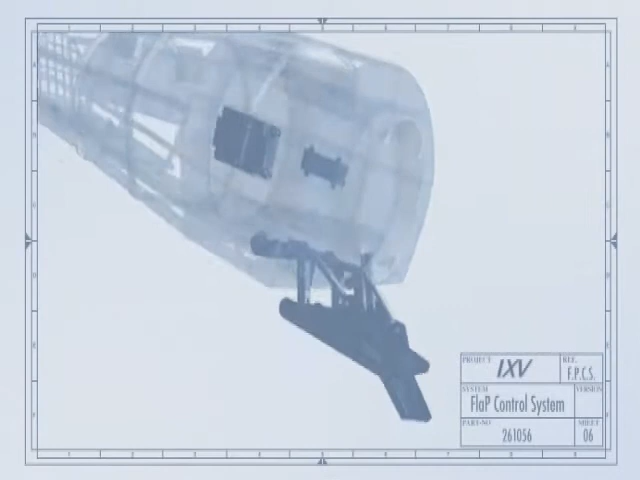 PROJECT
IXV
REF.
F.P.C.S.
SYSTEM
VERSION
FlaP Control System
PART-NO
261056
SHEET
06